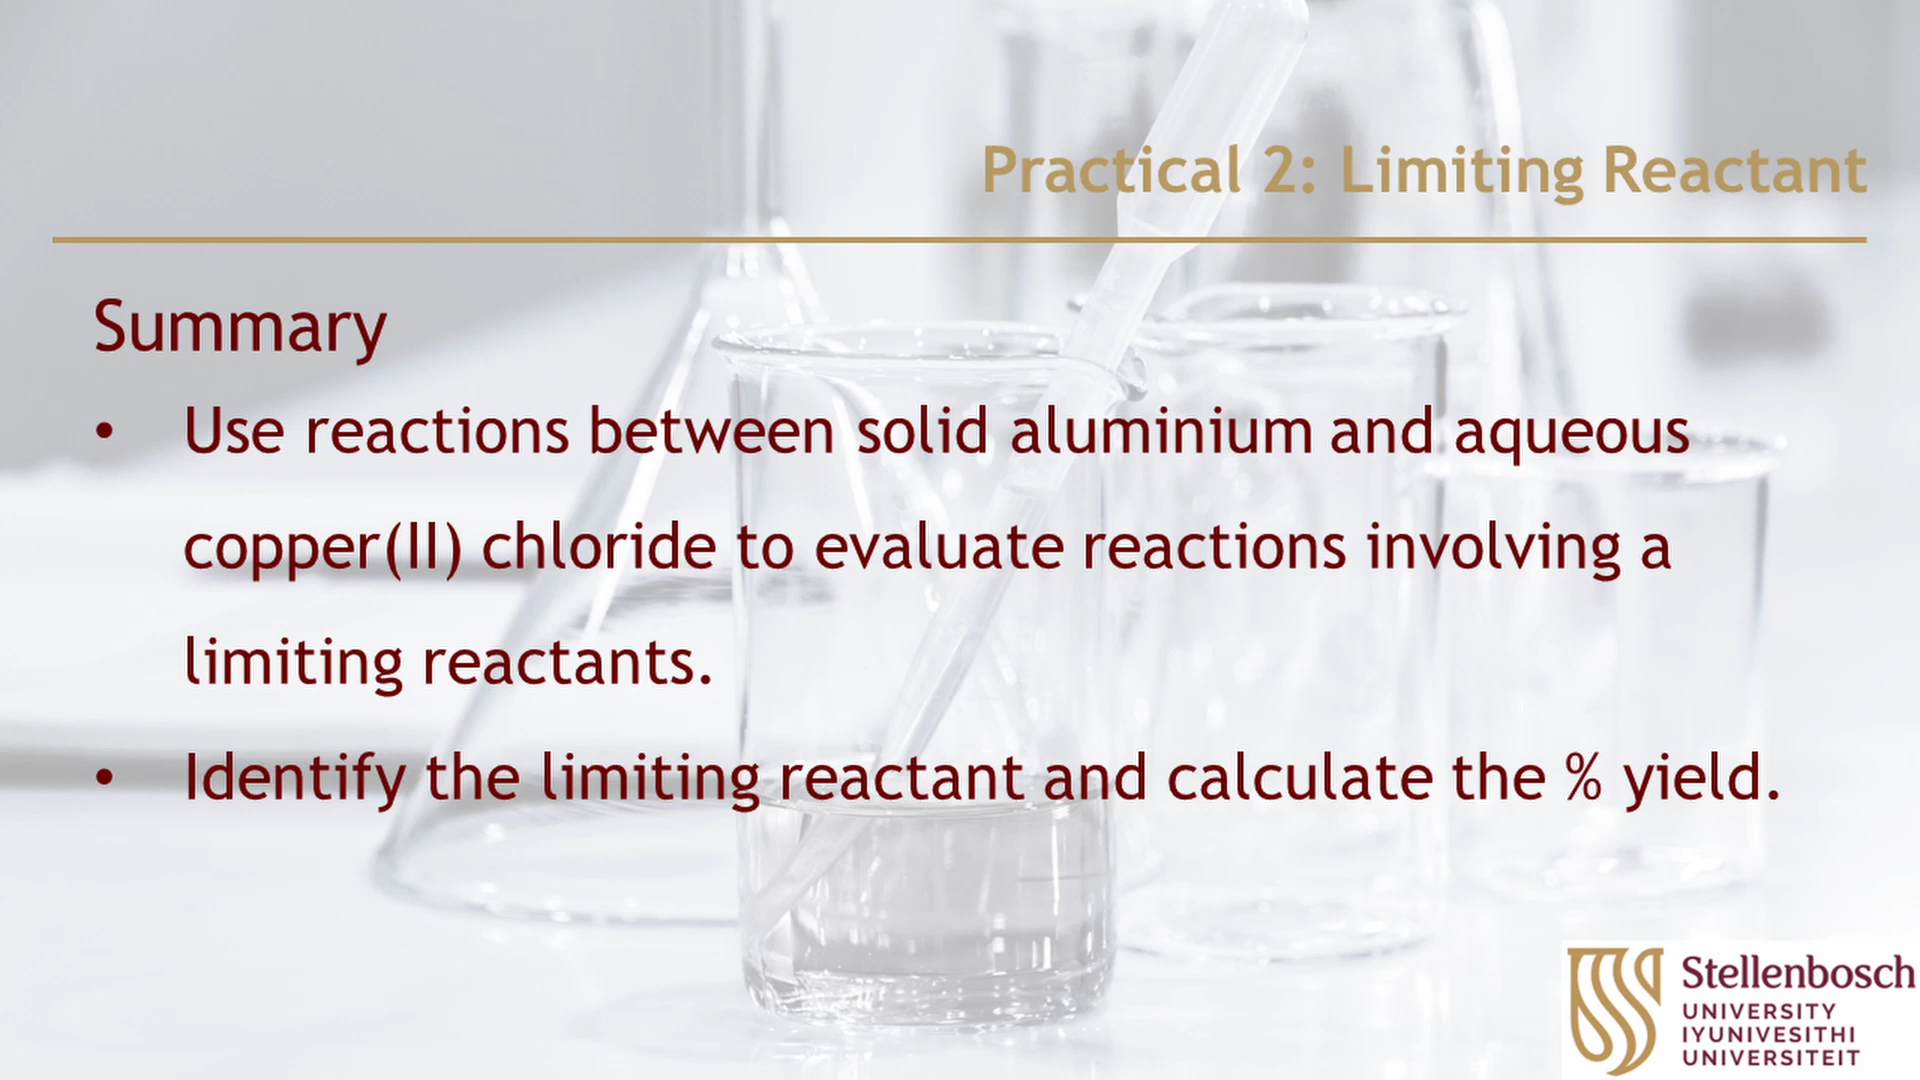 Practical 2: Limiting Reactant
Summary
• Use reactions between solid aluminium and aqueous
copper(II) chloride to evaluate reactions involving a
limiting reactants.
• Identify the limiting reactant and calculate the % yield.
Stellenbosch
UNIVERSITY
IYUNIVESITHI
UNIVERSITEIT